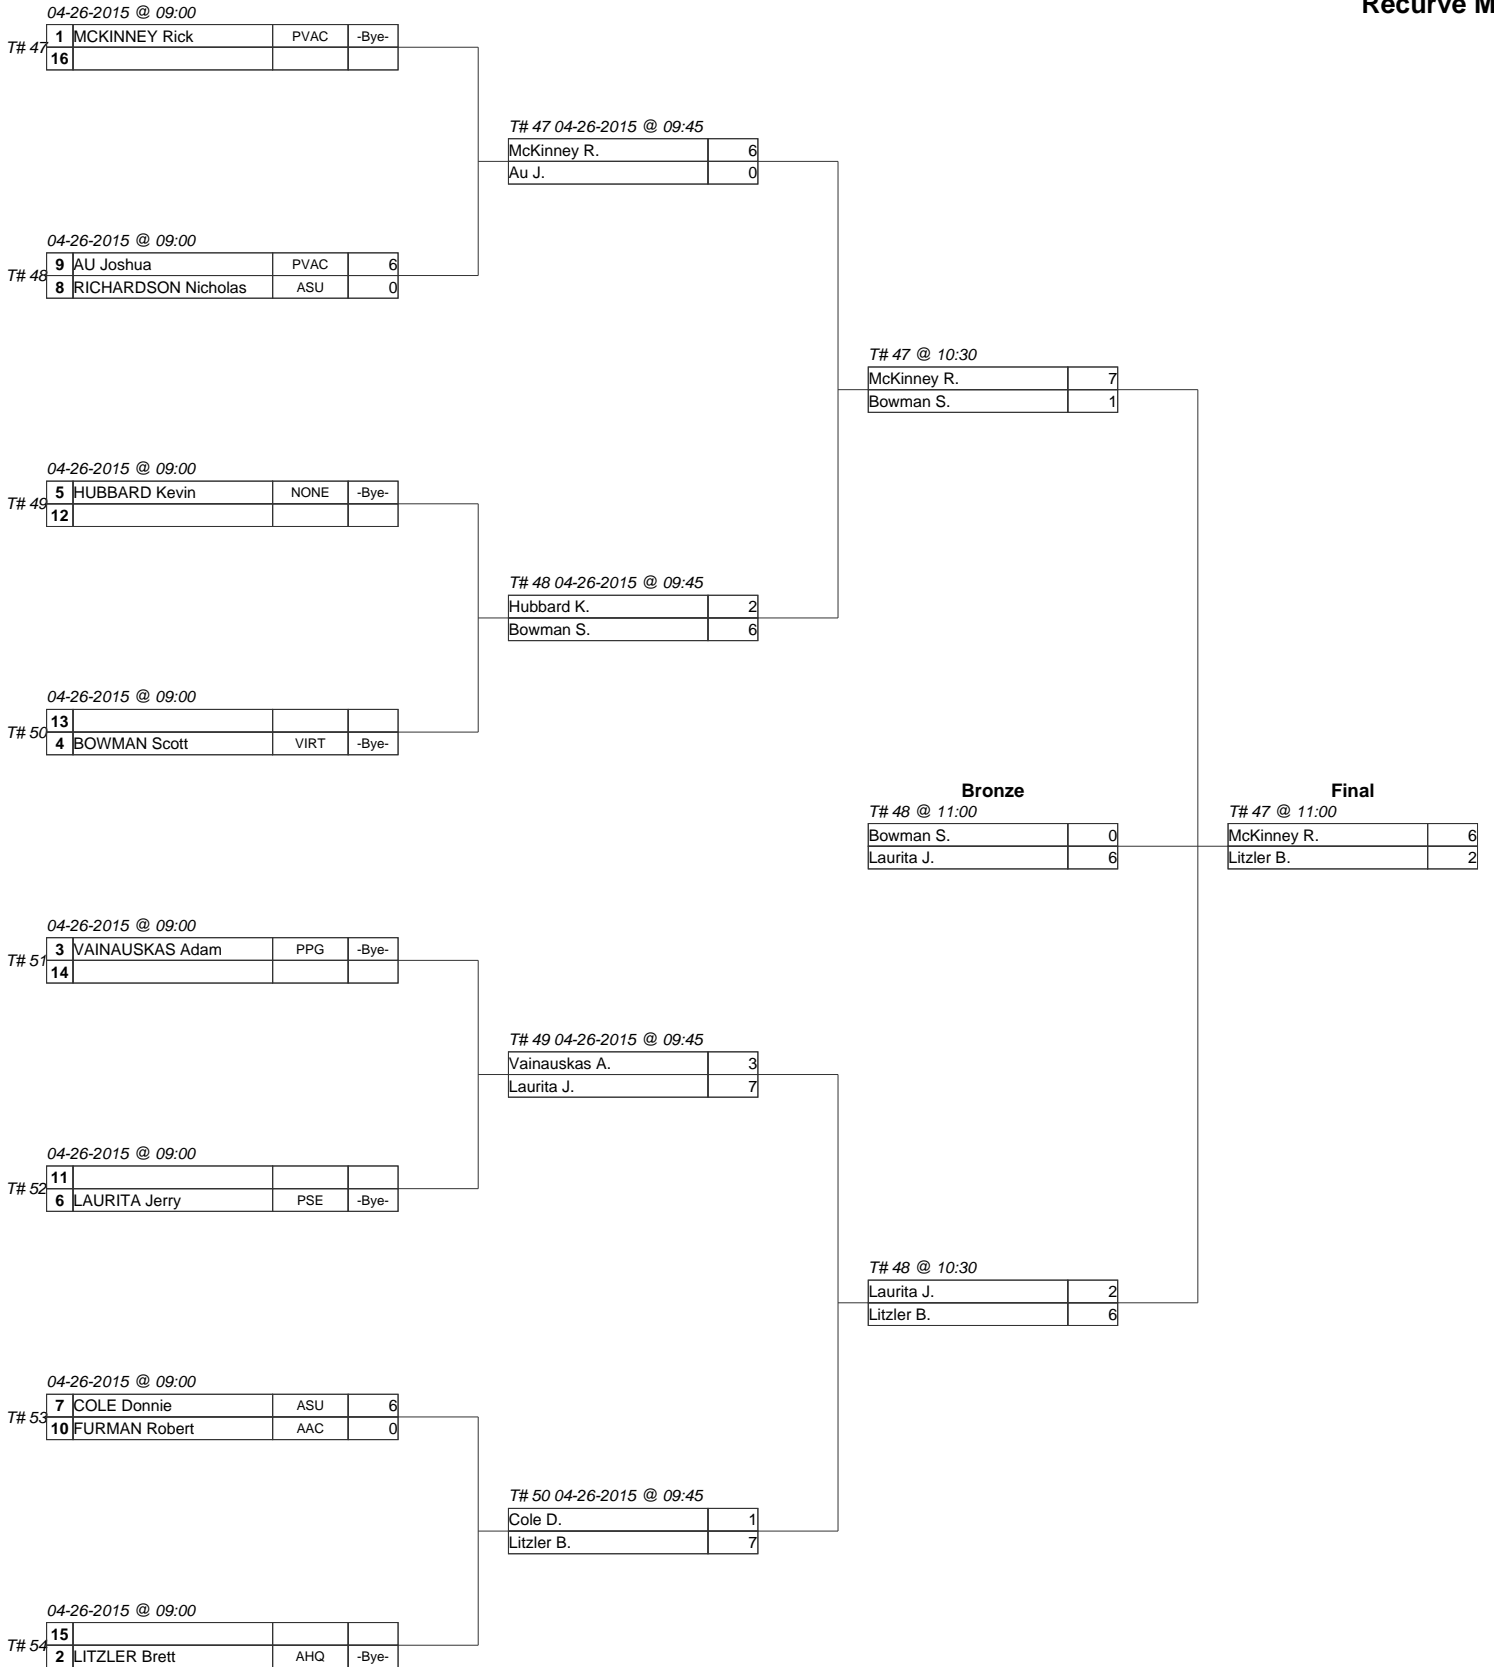 Recurve M
04-26-2015 @ 09:00
T# 47
1 MCKINNEY Rick PVAC -Bye-
16
T# 47 04-26-2015 @ 09:45
McKinney R. 6
Au J. 0
04-26-2015 @ 09:00
T# 48
9 AU Joshua PVAC 6
8 RICHARDSON Nicholas ASU 0
T# 47 @ 10:30
McKinney R. 7
Bowman S. 1
04-26-2015 @ 09:00
T# 49
5 HUBBARD Kevin NONE -Bye-
12
T# 48 04-26-2015 @ 09:45
Hubbard K. 2
Bowman S. 6
04-26-2015 @ 09:00
T# 50
13
4 BOWMAN Scott VIRT -Bye-
Bronze
T# 48 @ 11:00
Bowman S. 0
Laurita J. 6
Final
T# 47 @ 11:00
McKinney R. 6
Litzler B. 2
04-26-2015 @ 09:00
T# 51
3 VAINAUSKAS Adam PPG -Bye-
14
T# 49 04-26-2015 @ 09:45
Vainauskas A. 3
Laurita J. 7
04-26-2015 @ 09:00
T# 52
11
6 LAURITA Jerry PSE -Bye-
T# 48 @ 10:30
Laurita J. 2
Litzler B. 6
04-26-2015 @ 09:00
T# 53
7 COLE Donnie ASU 6
10 FURMAN Robert AAC 0
T# 50 04-26-2015 @ 09:45
Cole D. 1
Litzler B. 7
04-26-2015 @ 09:00
T# 54
15
2 LITZLER Brett AHQ -Bye-